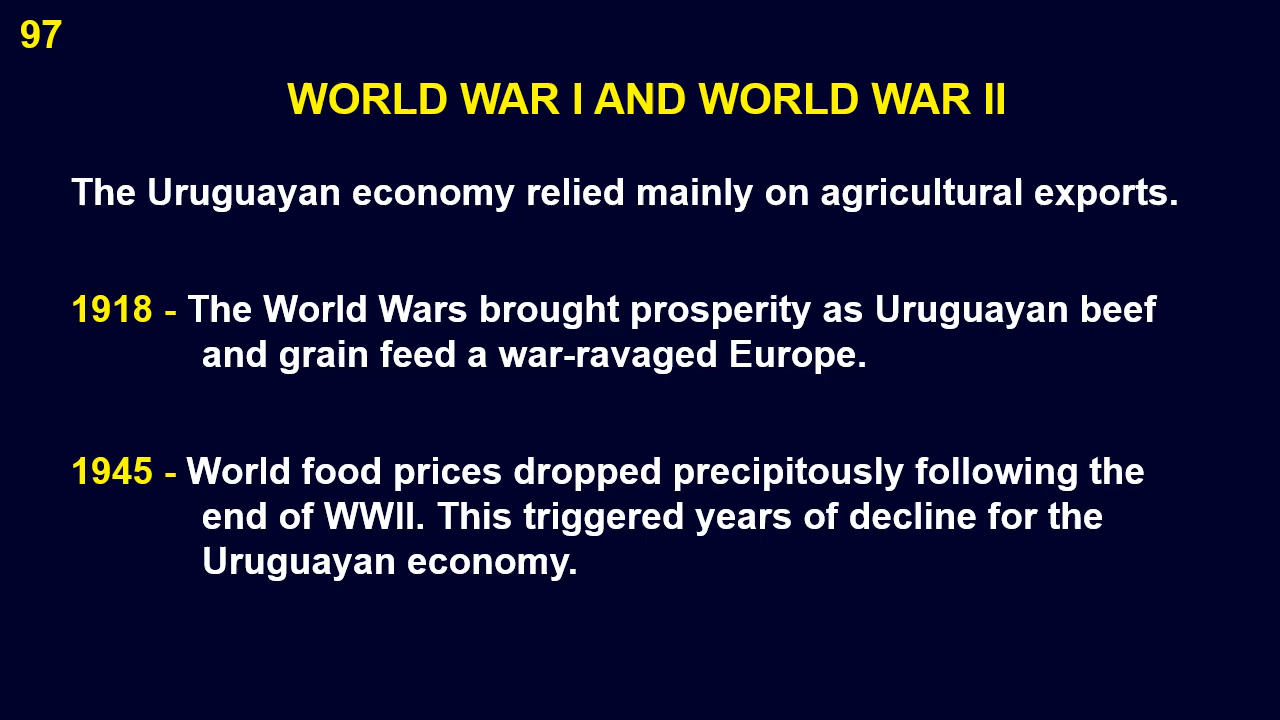 97
WORLD WAR I AND WORLD WAR II
The Uruguayan economy relied mainly on agricultural exports.
1918 - The World Wars brought prosperity as Uruguayan beef
and grain feed a war-ravaged Europe.
1945 - World food prices dropped precipitously following the
end of WWII. This triggered years of decline for the
Uruguayan economy.